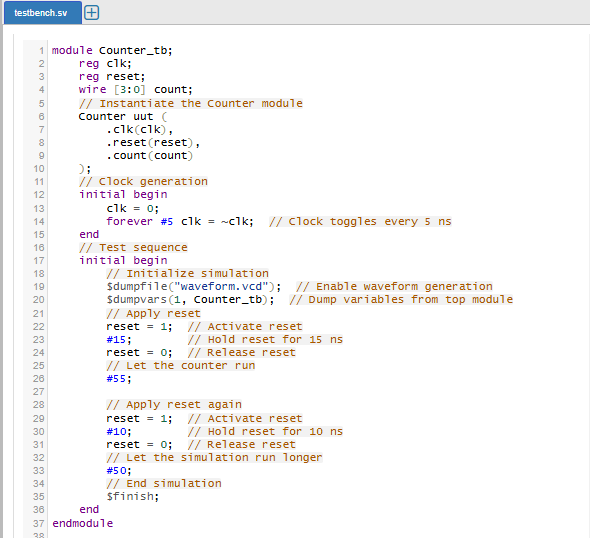 testbench.sv
1 module Counter_tb;
2 reg clk;
3 reg reset;
4 wire [3:0] count;
5 // Instantiate the Counter module
6 Counter uut (
7 .clk(clk),
8 .reset(reset),
9 .count(count)
10 );
11 // Clock generation
12 initial begin
13 clk = 0;
14 forever #5 clk = ~clk; // Clock toggles every 5 ns
15 end
16 // Test sequence
17 initial begin
18 // Initialize simulation
19 $dumpfile("waveform.vcd"); // Enable waveform generation
20 $dumpvars(1, Counter_tb); // Dump variables from top module
21 // Apply reset
22 reset = 1; // Activate reset
23 #15; // Hold reset for 15 ns
24 reset = 0; // Release reset
25 // Let the counter run
26 #55;
27
28 // Apply reset again
29 reset = 1; // Activate reset
30 #10; // Hold reset for 10 ns
31 reset = 0; // Release reset
32 // Let the simulation run longer
33 #50;
34 // End simulation
35 $finish;
36 end
37 endmodule
38